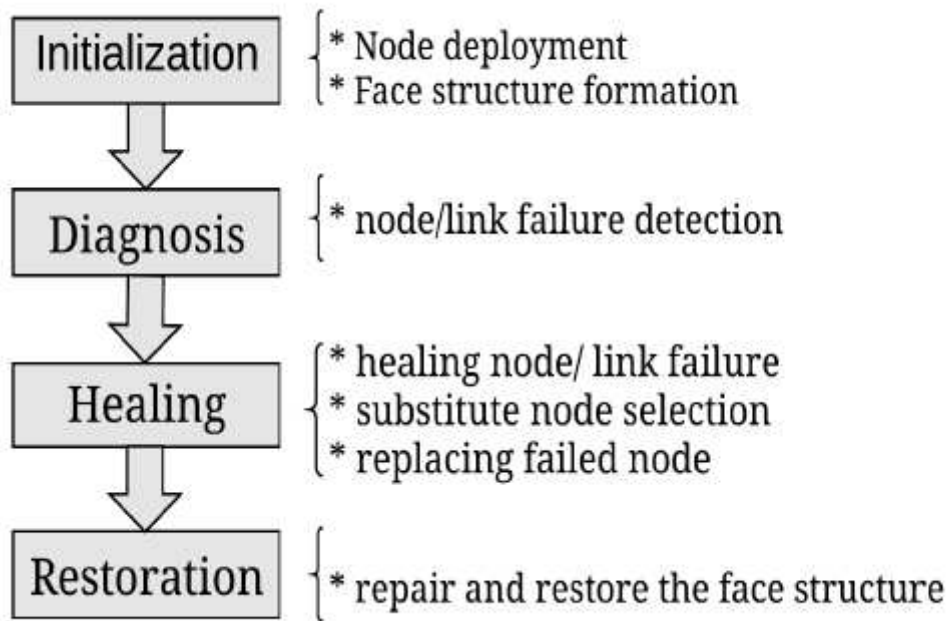 Initialization
* Node deployment
* Face structure formation
Diagnosis
* node/link failure detection
Healing
* healing node/ link failure
* substitute node selection
* replacing failed node
Restoration
* repair and restore the face structure